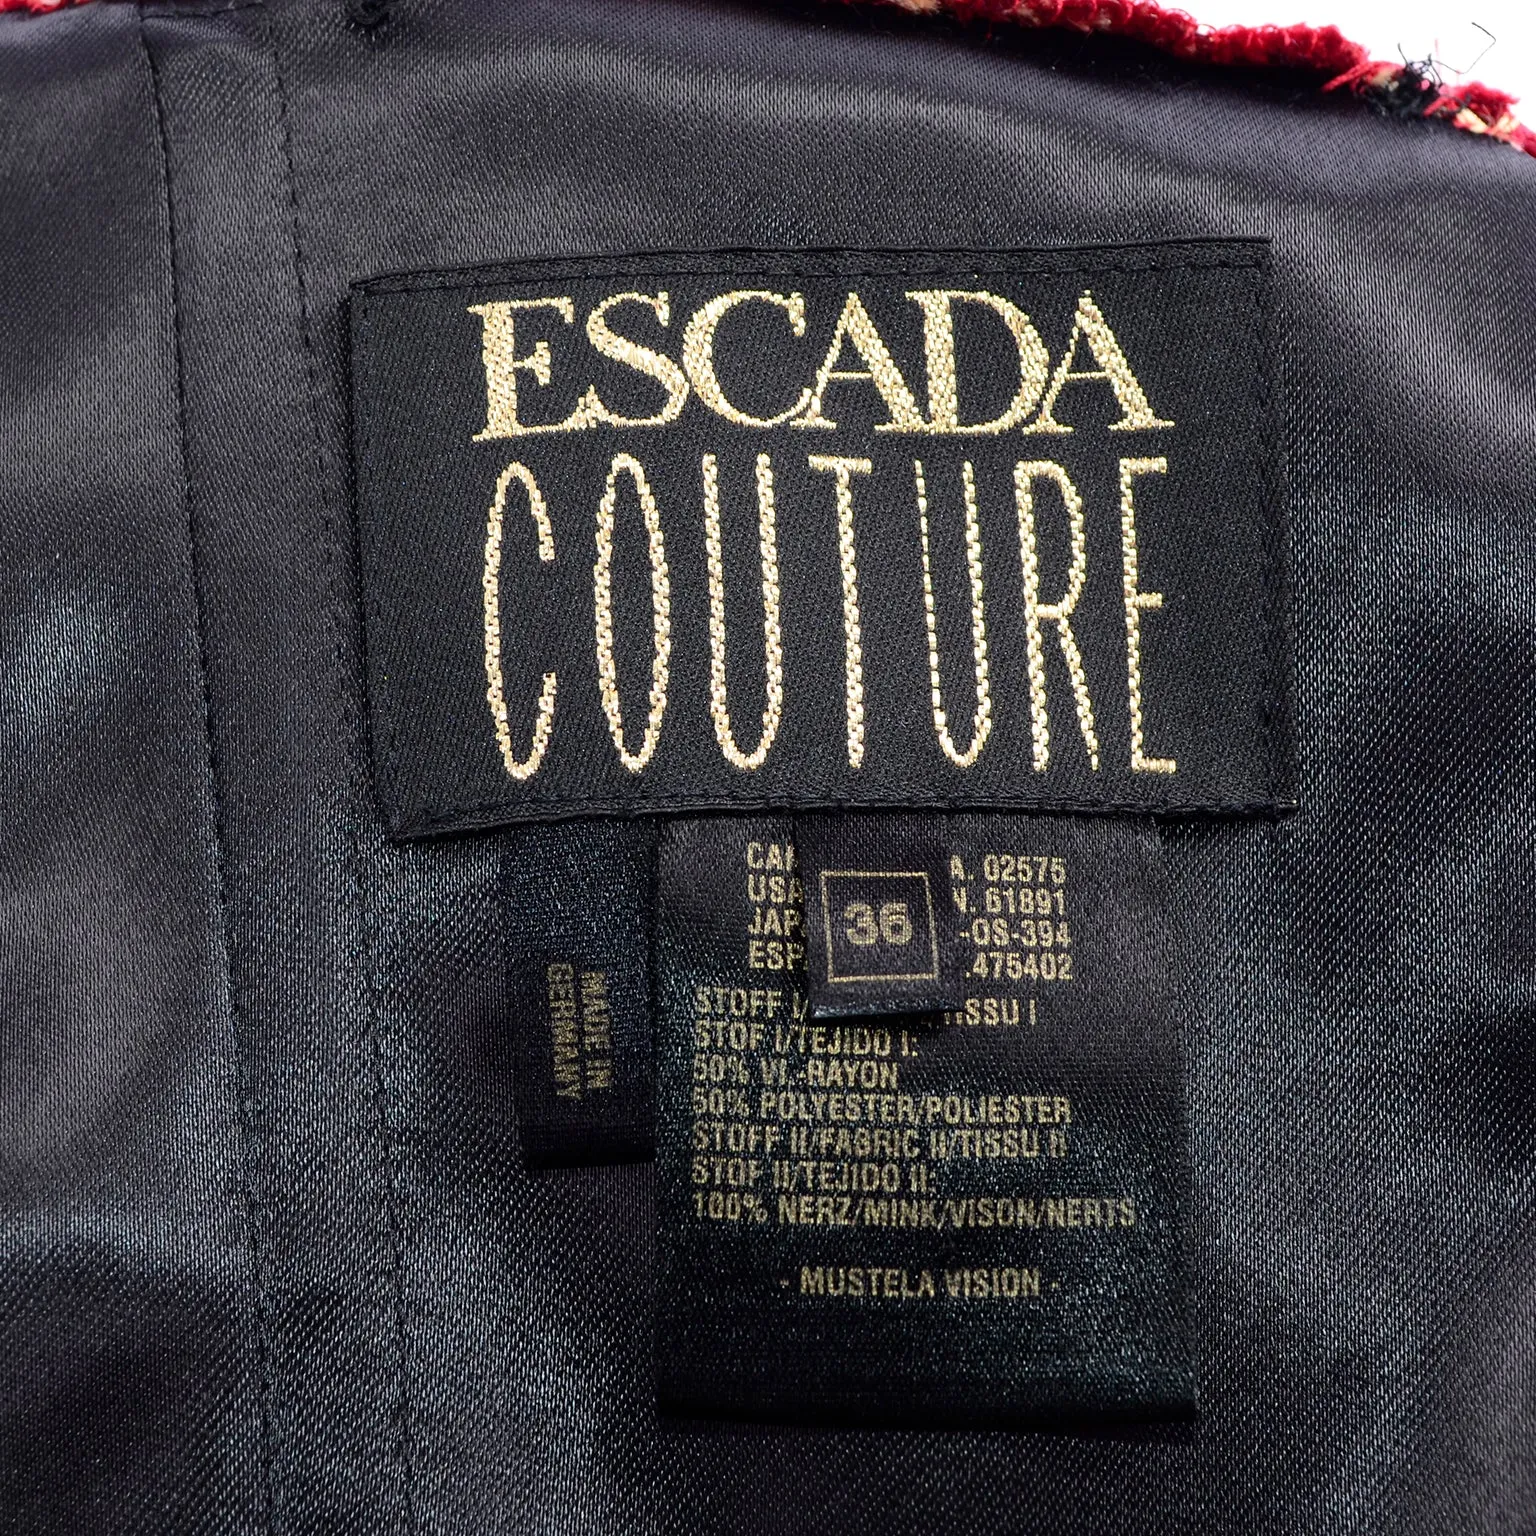 ESCADA
COUTURE
36
MADE IN
GERMANY
02575
61891
-OS-394
.475402
STOFF
STOF I/TEJIDO I:
50% VI.-RAYON
50% POLYESTER/POLIESTER
STOFF II/FABRIC II/TISSU II
STOF II/TEJIDO II:
100% NERZ/MINK/VISON/NERTS
- MUSTELA VISION -